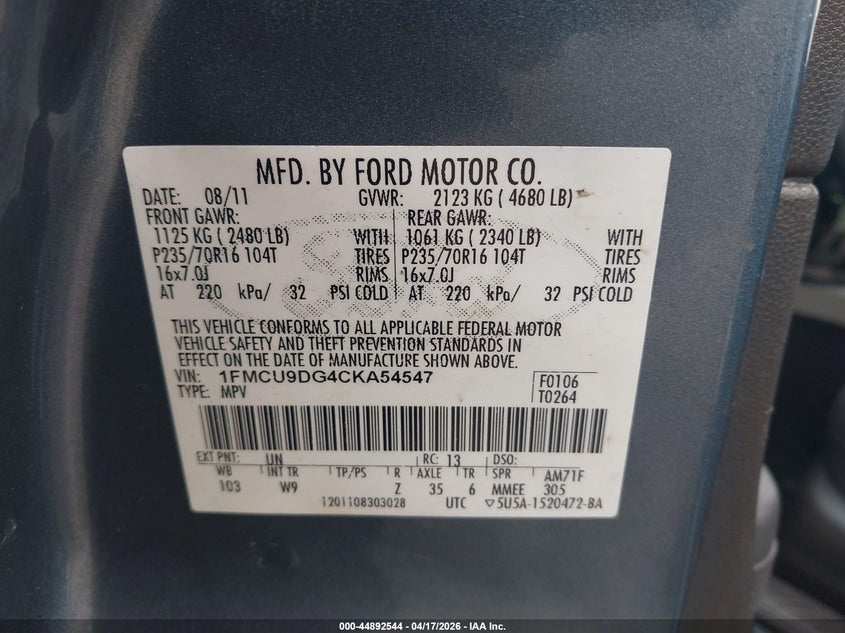 MFD. BY FORD MOTOR CO.
DATE: 08/11 GVWR: 2123 KG ( 4680 LB)
FRONT GAWR: REAR GAWR:
1125 KG ( 2480 LB) WITH 1061 KG ( 2340 LB) WITH
P235/70R16 104T TIRES P235/70R16 104T TIRES
16x7.0J RIMS 16x7.0J RIMS
AT 220 kPa/ 32 PSI COLD AT 220 kPa/ 32 PSI COLD
THIS VEHICLE CONFORMS TO ALL APPLICABLE FEDERAL MOTOR
VEHICLE SAFETY AND THEFT PREVENTION STANDARDS IN
EFFECT ON THE DATE OF MANUFACTURE SHOWN ABOVE.
VIN: 1FMCU9DG4CKA54547 F0106
TYPE: MPV T0264
EXT PNT: UN RC: 13 DSO:
WB INT TR TP/PS R AXLE TR SPR AM71F
103 W9 Z 35 6 MMEE 305
1201108303028 UTC ▽5U5A-1520472-BA
000-44892544 | 04/17/2026 - IAA Inc.